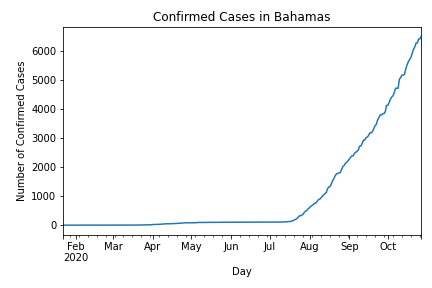 Confirmed Cases in Bahamas
Number of Confirmed Cases
6000
5000
4000
3000
2000
1000
0
Feb Mar Apr May Jun Jul Aug Sep Oct
2020
Day